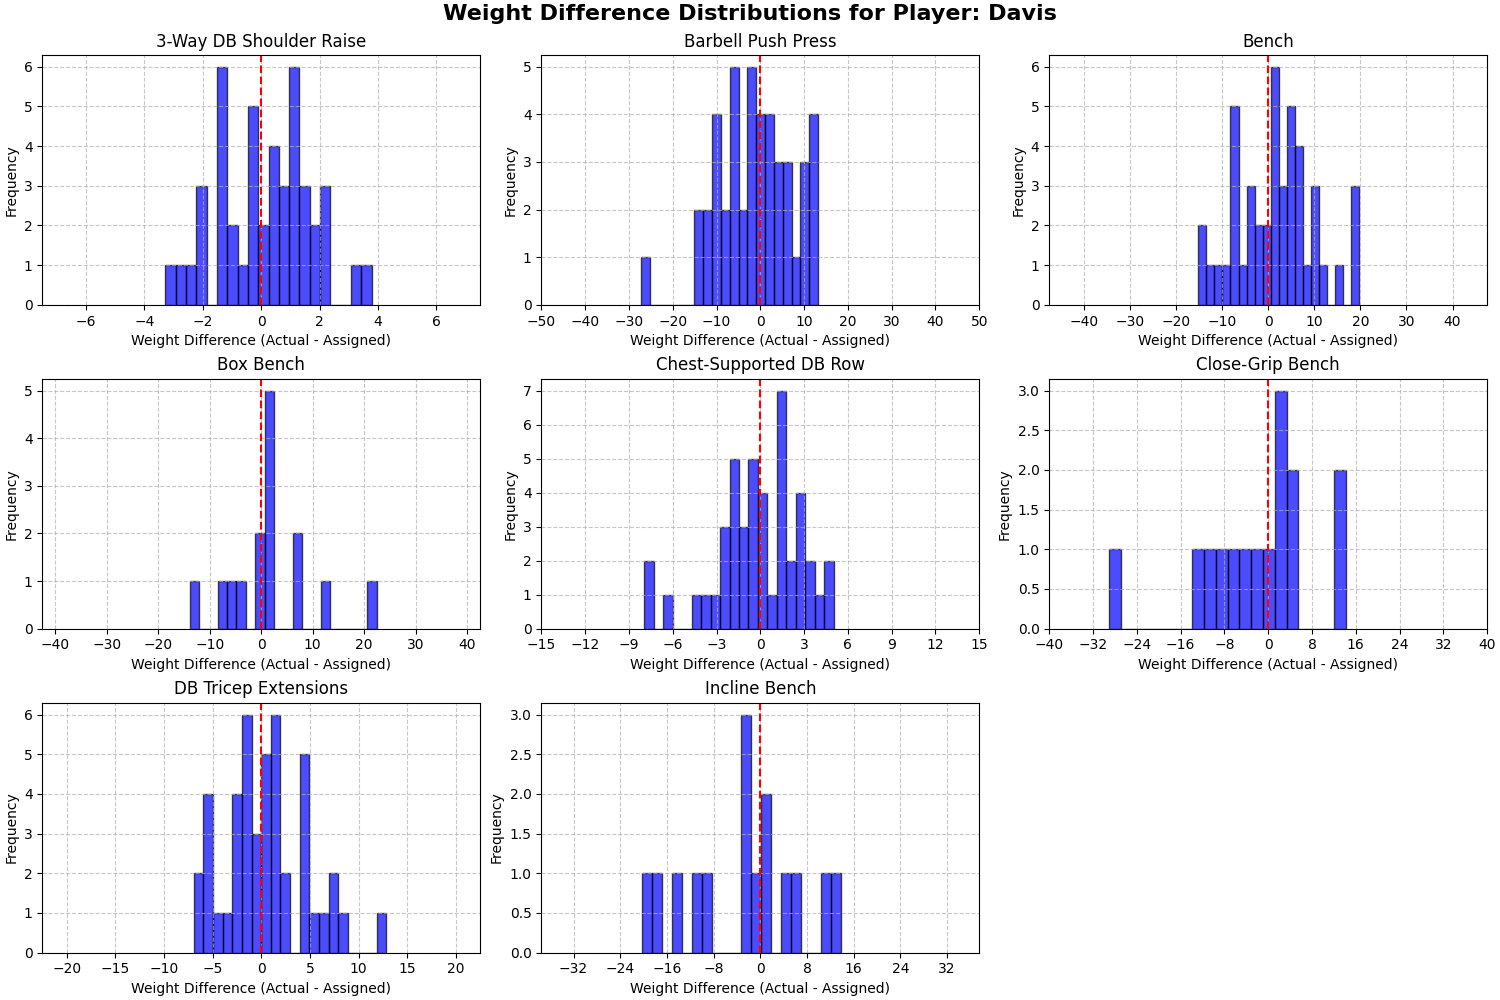 Weight Difference Distributions for Player: Davis
3-Way DB Shoulder Raise
Frequency
6
5
4
3
2
1
0
−6 −4 −2 0 2 4 6
Weight Difference (Actual - Assigned)
Barbell Push Press
Frequency
5
4
3
2
1
0
−50 −40 −30 −20 −10 0 10 20 30 40 50
Weight Difference (Actual - Assigned)
Bench
Frequency
6
5
4
3
2
1
0
−40 −30 −20 −10 0 10 20 30 40
Weight Difference (Actual - Assigned)
Box Bench
Frequency
5
4
3
2
1
0
−40 −30 −20 −10 0 10 20 30 40
Weight Difference (Actual - Assigned)
Chest-Supported DB Row
Frequency
7
6
5
4
3
2
1
0
−15 −12 −9 −6 −3 0 3 6 9 12 15
Weight Difference (Actual - Assigned)
Close-Grip Bench
Frequency
3.0
2.5
2.0
1.5
1.0
0.5
0.0
−40 −32 −24 −16 −8 0 8 16 24 32 40
Weight Difference (Actual - Assigned)
DB Tricep Extensions
Frequency
6
5
4
3
2
1
0
−20 −15 −10 −5 0 5 10 15 20
Weight Difference (Actual - Assigned)
Incline Bench
Frequency
3.0
2.5
2.0
1.5
1.0
0.5
0.0
−32 −24 −16 −8 0 8 16 24 32
Weight Difference (Actual - Assigned)